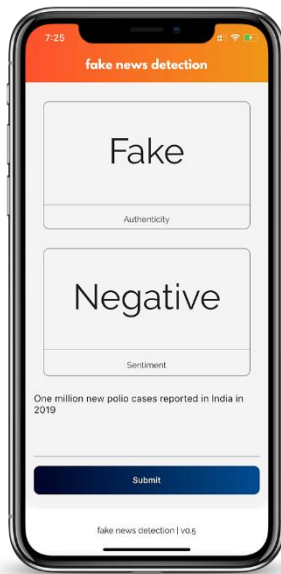 7:25
fake news detection
Fake
Authenticity
Negative
Sentiment
One million new polio cases reported in India in
2019
Submit
fake news detection | v0.5